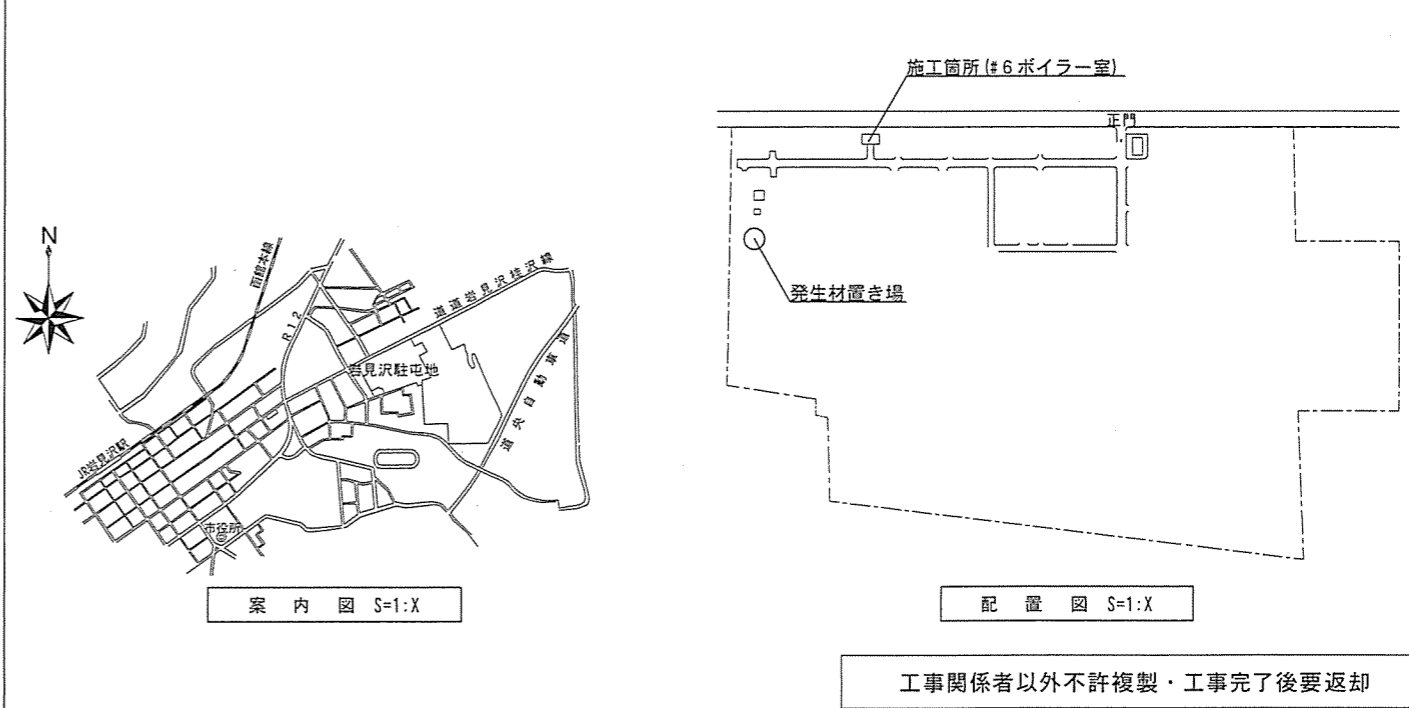 施工箇所(#6ボイラー室)
正門
発生材置き場
N
函館本線
R12
道道岩見沢桂沢線
岩見沢駐屯地
道央自動車道
JR岩見沢駅
市役所
案内図 S=1:X
配置図 S=1:X
工事関係者以外不許複製・工事完了後要返却